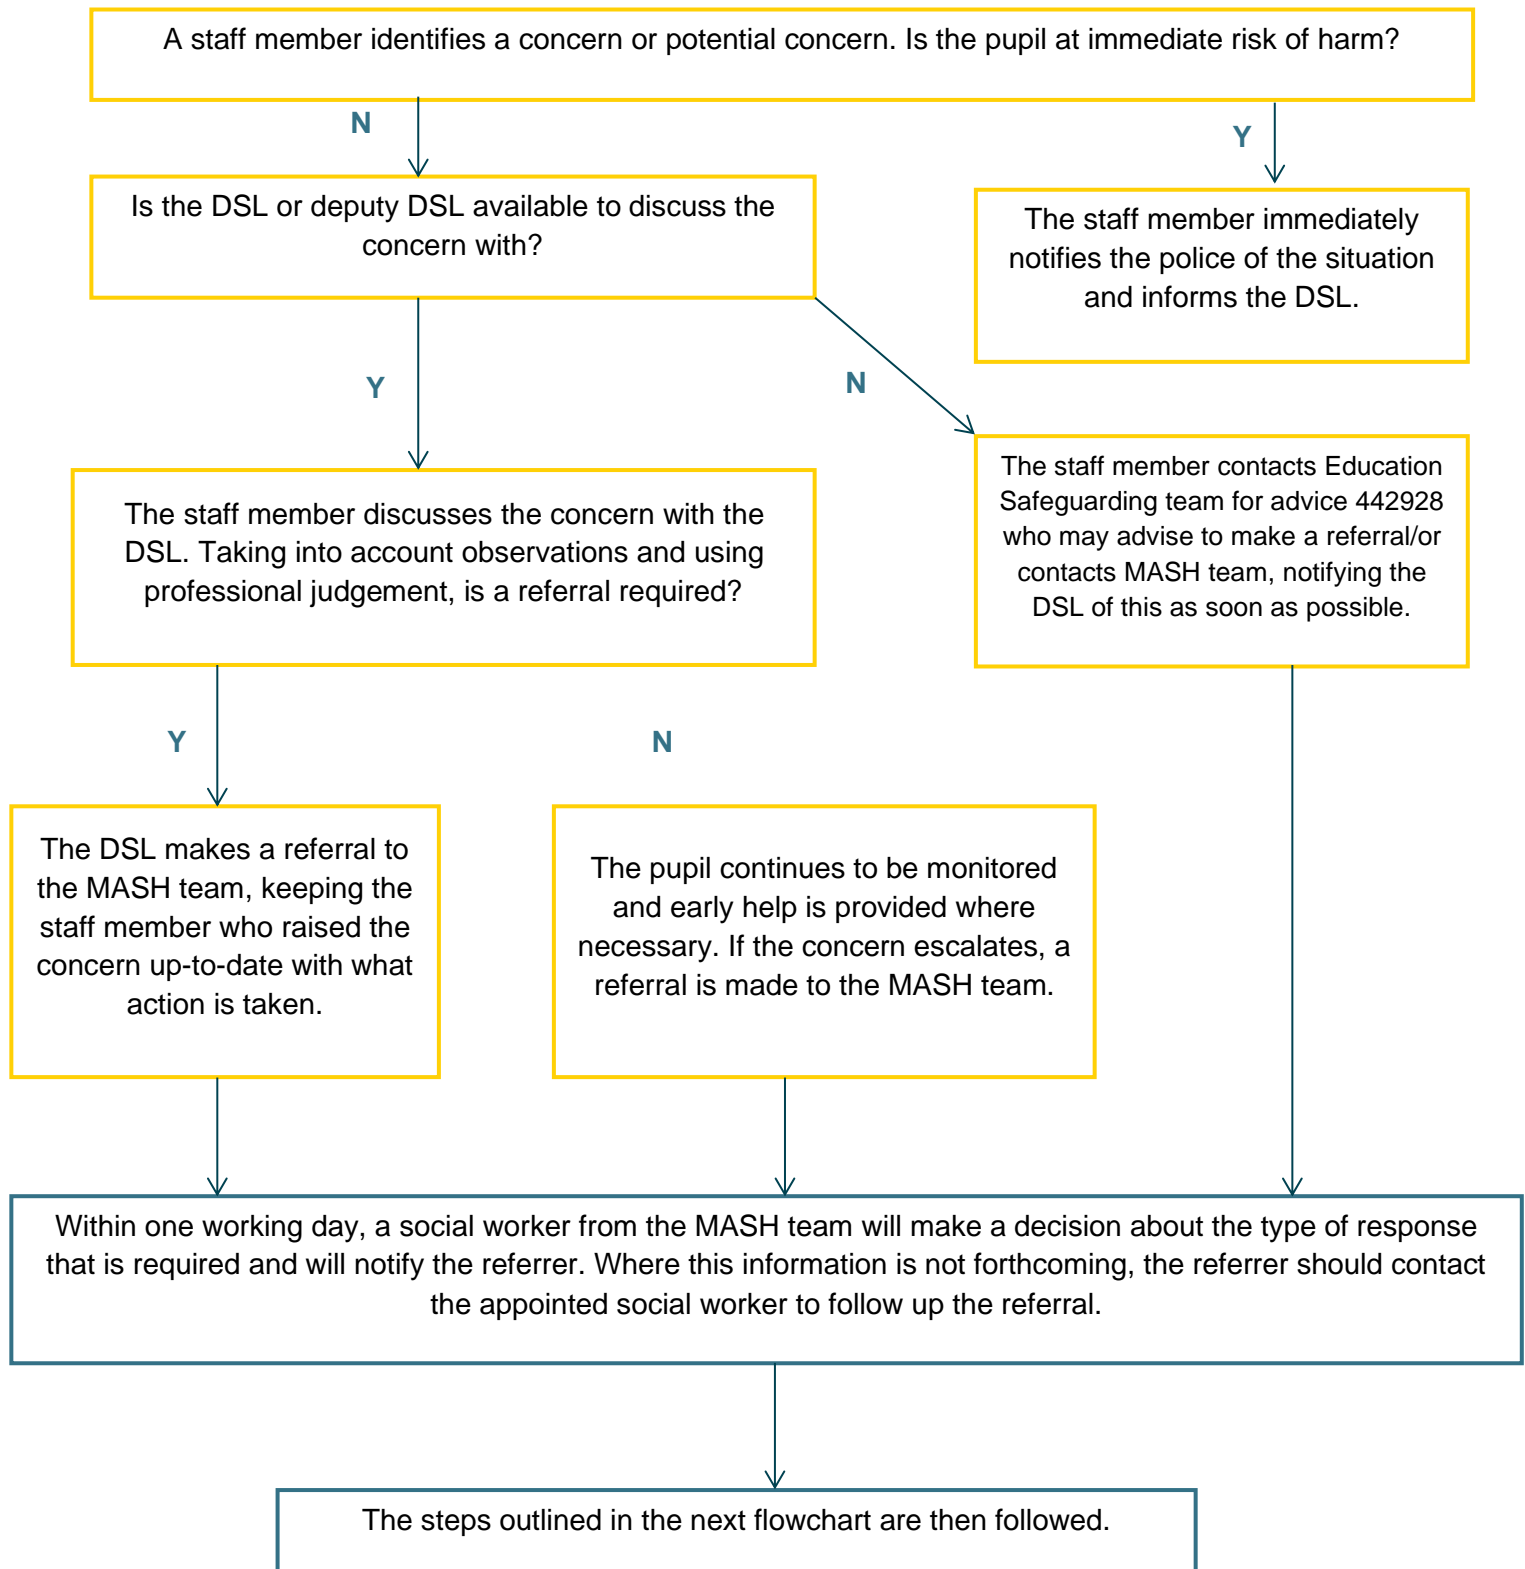 A staff member identifies a concern or potential concern. Is the pupil at immediate risk of harm?
N
Y
Is the DSL or deputy DSL available to discuss the
concern with?
The staff member immediately
notifies the police of the situation
and informs the DSL.
Y
N
The staff member discusses the concern with the
DSL. Taking into account observations and using
professional judgement, is a referral required?
The staff member contacts Education
Safeguarding team for advice 442928
who may advise to make a referral/or
contacts MASH team, notifying the
DSL of this as soon as possible.
Y
N
The DSL makes a referral to
the MASH team, keeping the
staff member who raised the
concern up-to-date with what
action is taken.
The pupil continues to be monitored
and early help is provided where
necessary. If the concern escalates, a
referral is made to the MASH team.
Within one working day, a social worker from the MASH team will make a decision about the type of response
that is required and will notify the referrer. Where this information is not forthcoming, the referrer should contact
the appointed social worker to follow up the referral.
The steps outlined in the next flowchart are then followed.